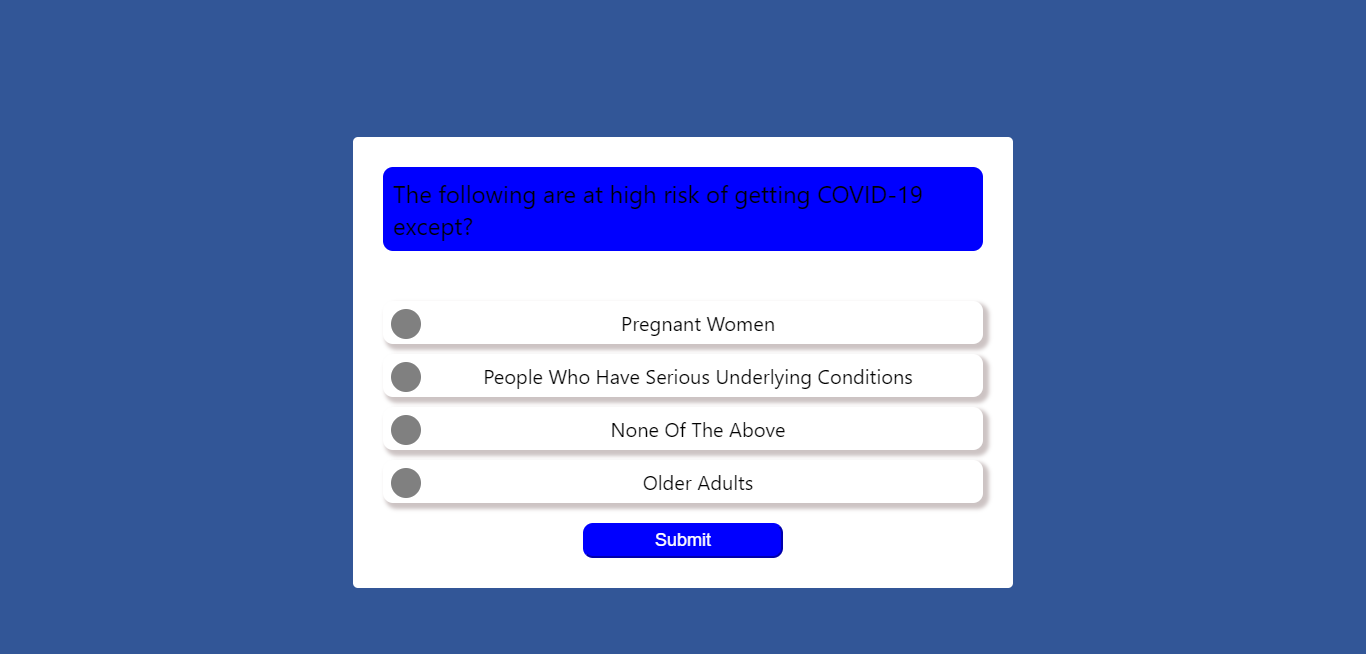 The following are at high risk of getting COVID-19
except?
Pregnant Women
People Who Have Serious Underlying Conditions
None Of The Above
Older Adults
Submit